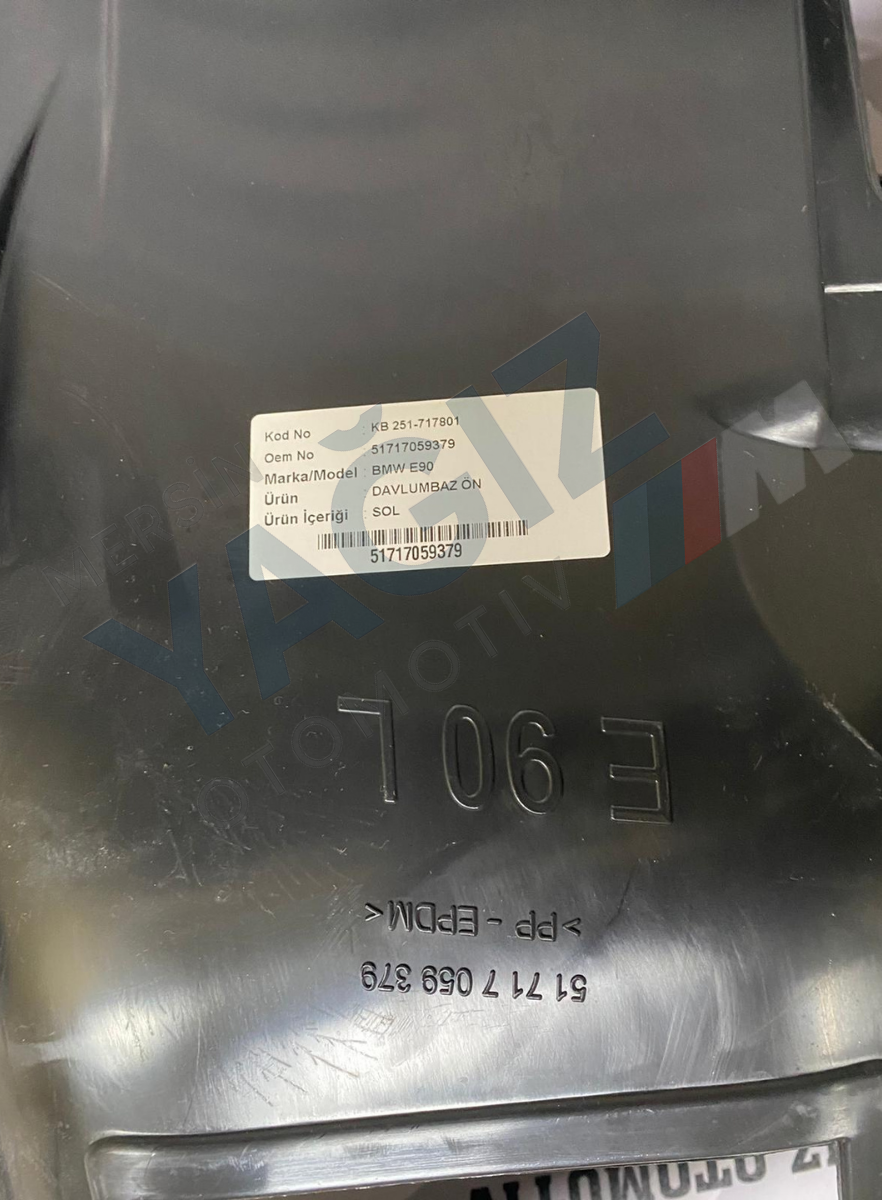 Kod No : KB 251-717801
Oem No : 51717059379
Marka/Model : BMW E90
Ürün : DAVLUMBAZ ÖN
Ürün İçeriği : SOL
51717059379
YAĞIZ M
OTOMOTİV
E 90 L
>PP - EPDM<
51 71 7 059 379
OTOMOTİV